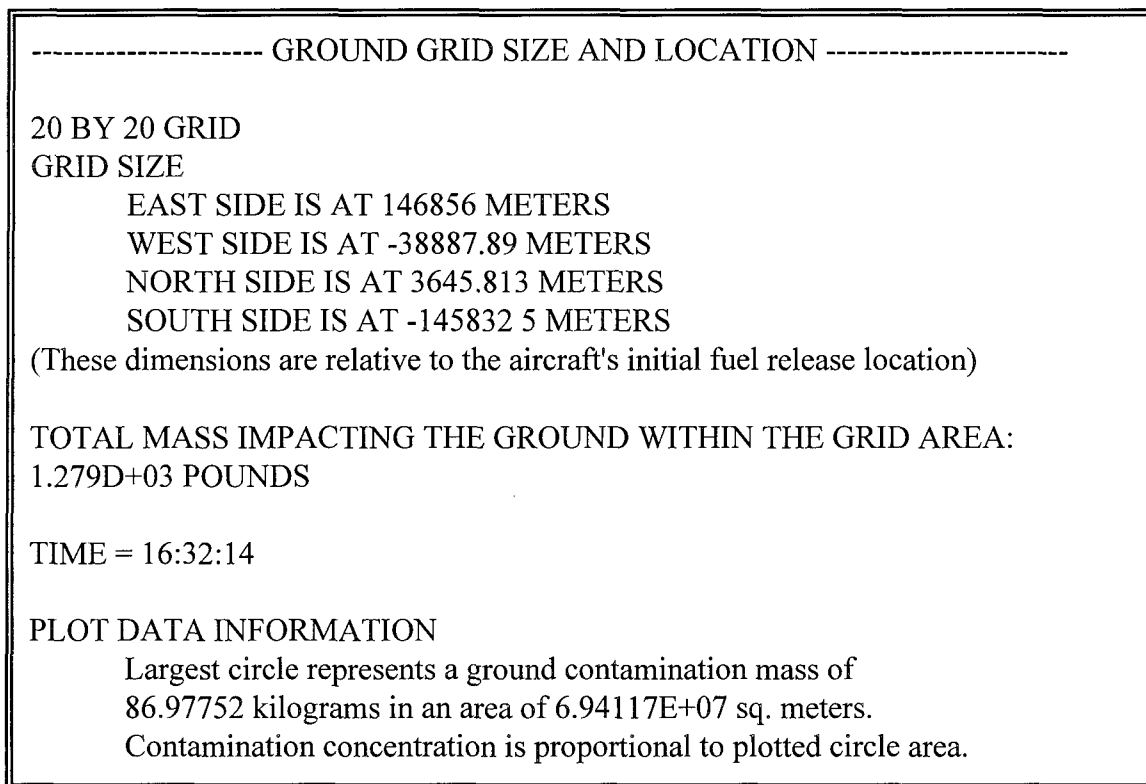 ---------------------- GROUND GRID SIZE AND LOCATION -----------------------
20 BY 20 GRID
GRID SIZE
EAST SIDE IS AT 146856 METERS
WEST SIDE IS AT -38887.89 METERS
NORTH SIDE IS AT 3645.813 METERS
SOUTH SIDE IS AT -145832 5 METERS
(These dimensions are relative to the aircraft's initial fuel release location)
TOTAL MASS IMPACTING THE GROUND WITHIN THE GRID AREA:
1.279D+03 POUNDS
TIME = 16:32:14
PLOT DATA INFORMATION
Largest circle represents a ground contamination mass of
86.97752 kilograms in an area of 6.94117E+07 sq. meters.
Contamination concentration is proportional to plotted circle area.